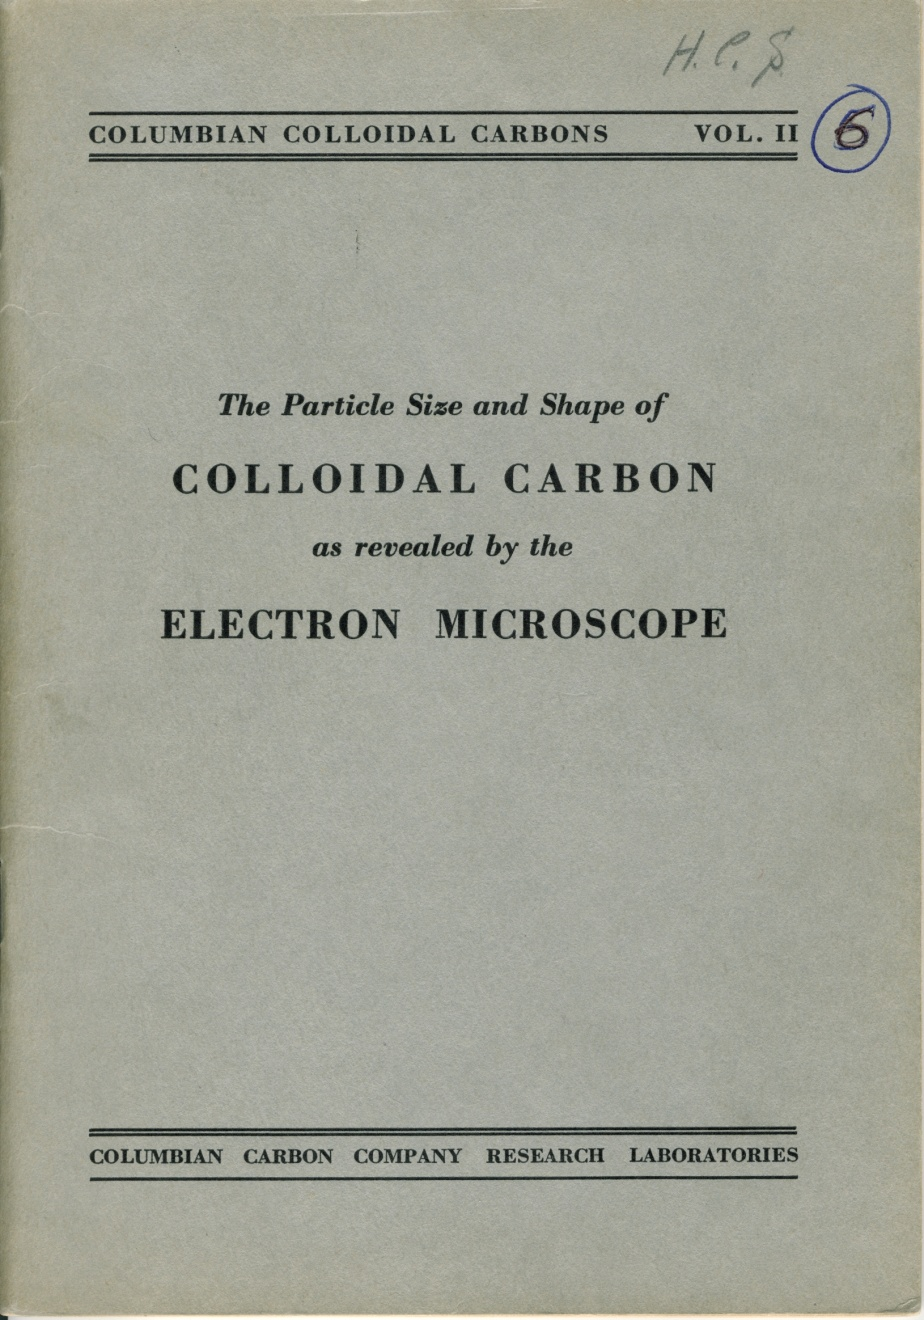 H. C. S
COLUMBIAN COLLOIDAL CARBONS VOL. II
6
The Particle Size and Shape of
COLLOIDAL CARBON
as revealed by the
ELECTRON MICROSCOPE
COLUMBIAN CARBON COMPANY RESEARCH LABORATORIES